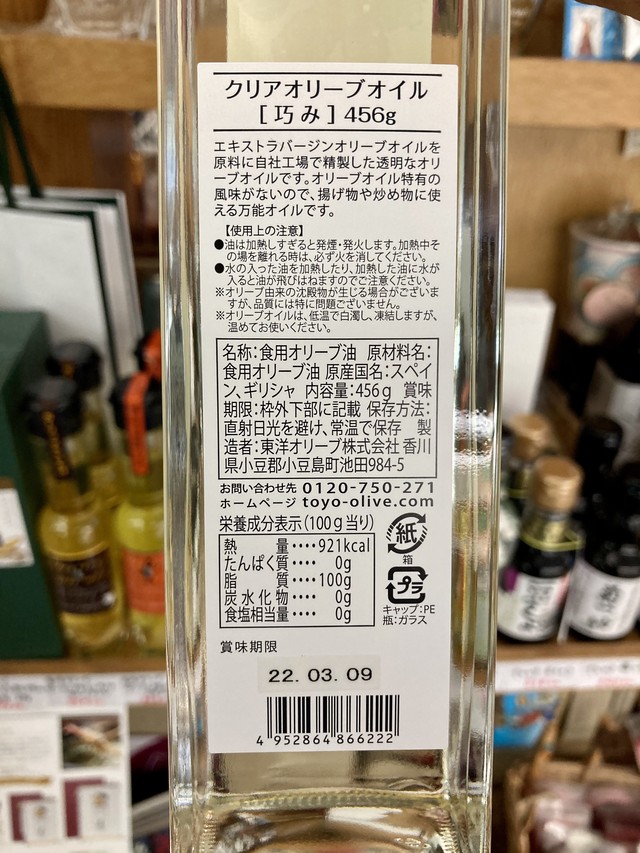 クリアオリーブオイル
[巧み] 456g
エキストラバージンオリーブオイルを
原料に自社工場で精製した透明なオリ
ーブオイルです。オリーブオイル特有の
風味がないので、揚げ物や炒め物に使
える万能オイルです。
【使用上の注意】
●油は加熱しすぎると発煙・発火します。加熱中そ
の場を離れる時は、必ず火を消してください。
●水の入った油を加熱したり、加熱した油に水が
入ると油が飛びはねますのでご注意ください。
※オリーブ由来の沈殿物が生じる場合がございま
すが、品質には特に問題ございません。
※オリーブオイルは、低温で白濁し、凍結しますが、
温めてお使いください。
名称:食用オリーブ油 原材料名:
食用オリーブ油 原産国名:スペイ
ン、ギリシャ 内容量:456g 賞味
期限:枠外下部に記載 保存方法:
直射日光を避け、常温で保存 製
造者:東洋オリーブ株式会社 香川
県小豆郡小豆島町池田984-5
お問い合わせ先 0120-750-271
ホームページ toyo-olive.com
栄養成分表示(100g当り)
熱量････921kcal
たんぱく質････ 0g
脂質････100g
炭水化物････ 0g
食塩相当量････ 0g
紙
箱
プラ
キャップ:PE
瓶:ガラス
賞味期限
22. 03. 09
4 952864 866222